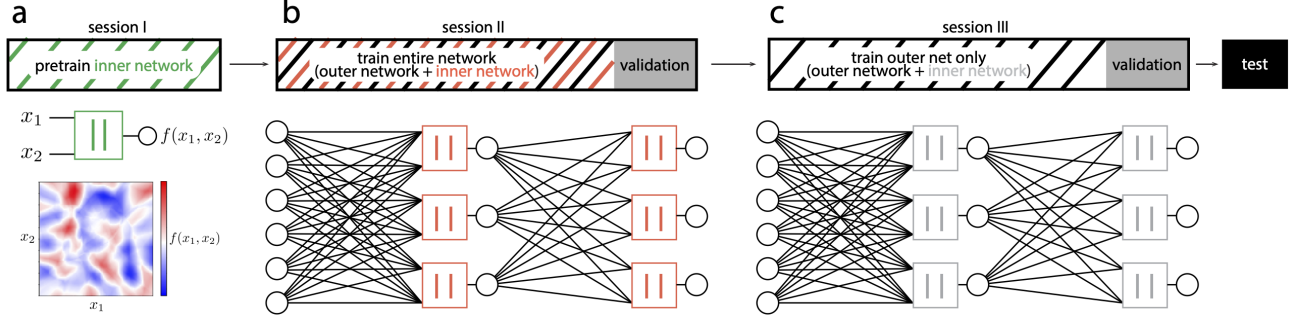 a
session I
pretrain inner network
x₁
x₂
f(x₁, x₂)
x₂
f(x₁, x₂)
x₁
b
session II
train entire network
(outer network + inner network)
validation
c
session III
train outer net only
(outer network + inner network)
validation
test